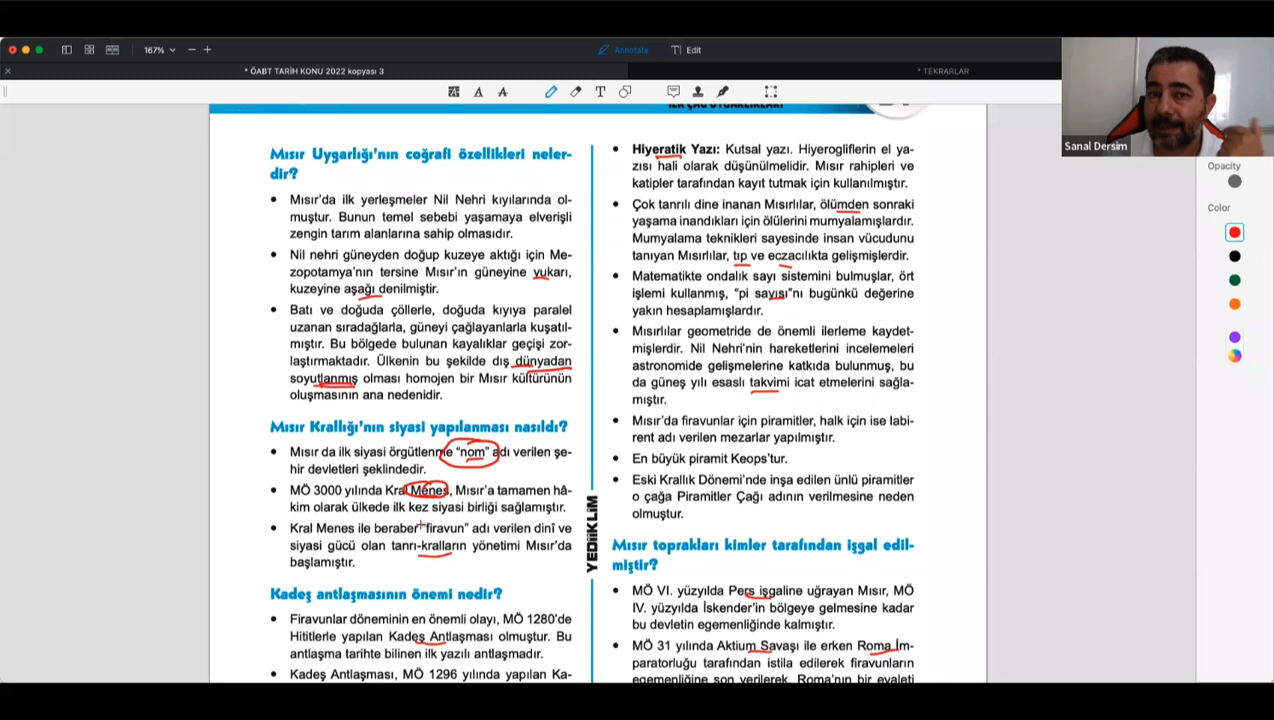 167%
Annotate
Edit
* ÖABT TARİH KONU 2022 kopyası 3
* TEKRARLAR
Sanal Dersim
Opacity
Color
İLK ÇAĞ UYGARLIKLARI
Mısır Uygarlığı’nın coğrafi özellikleri neler-
dir?
• Mısır’da ilk yerleşmeler Nil Nehri kıyılarında ol-
muştur. Bunun temel sebebi yaşamaya elverişli
zengin tarım alanlarına sahip olmasıdır.
• Nil nehri güneyden doğup kuzeye aktığı için Me-
zopotamya’nın tersine Mısır’ın güneyine yukarı,
kuzeyine aşağı denilmiştir.
• Batı ve doğuda çöllerle, doğuda kıyıya paralel
uzanan sıradağlarla, güneyi çağlayanlarla kuşatıl-
mıştır. Bu bölgede bulunan kayalıklar geçişi zor-
laştırmaktadır. Ülkenin bu şekilde dış dünyadan
soyutlanmış olması homojen bir Mısır kültürünün
oluşmasının ana nedenidir.
Mısır Krallığı’nın siyasi yapılanması nasıldı?
• Mısır da ilk siyasi örgütlenme “nom” adı verilen şe-
hir devletleri şeklindedir.
• MÖ 3000 yılında Kral Menes, Mısır’a tamamen hâ-
kim olarak ülkede ilk kez siyasi birliği sağlamıştır.
• Kral Menes ile beraber “firavun” adı verilen dinî ve
siyasi gücü olan tanrı-kralların yönetimi Mısır’da
başlamıştır.
Kadeş antlaşmasının önemi nedir?
• Firavunlar döneminin en önemli olayı, MÖ 1280’de
Hititlerle yapılan Kadeş Antlaşması olmuştur. Bu
antlaşma tarihte bilinen ilk yazılı antlaşmadır.
• Kadeş Antlaşması, MÖ 1296 yılında yapılan Ka-
YEDİİKLİM
• Hiyeratik Yazı: Kutsal yazı. Hiyerogliflerin el ya-
zısı hali olarak düşünülmelidir. Mısır rahipleri ve
katipler tarafından kayıt tutmak için kullanılmıştır.
• Çok tanrılı dine inanan Mısırlılar, ölümden sonraki
yaşama inandıkları için ölülerini mumyalamışlardır.
Mumyalama teknikleri sayesinde insan vücudunu
tanıyan Mısırlılar, tıp ve eczacılıkta gelişmişlerdir.
• Matematikte ondalık sayı sistemini bulmuşlar, ört
işlemi kullanmış, “pi sayısı”nı bugünkü değerine
yakın hesaplamışlardır.
• Mısırlılar geometride de önemli ilerleme kaydet-
mişlerdir. Nil Nehri’nin hareketlerini incelemeleri
astronomide gelişmelerine katkıda bulunmuş, bu
da güneş yılı esaslı takvimi icat etmelerini sağla-
mıştır.
• Mısır’da firavunlar için piramitler, halk için ise labi-
rent adı verilen mezarlar yapılmıştır.
• En büyük piramit Keops’tur.
• Eski Krallık Dönemi’nde inşa edilen ünlü piramitler
o çağa Piramitler Çağı adının verilmesine neden
olmuştur.
Mısır toprakları kimler tarafından işgal edil-
miştir?
• MÖ VI. yüzyılda Pers işgaline uğrayan Mısır, MÖ
IV. yüzyılda İskender’in bölgeye gelmesine kadar
bu devletin egemenliğinde kalmıştır.
• MÖ 31 yılında Aktium Savaşı ile erken Roma İm-
paratorluğu tarafından istila edilerek firavunların
egemenliğine son verilerek, Roma’nın bir eyaleti